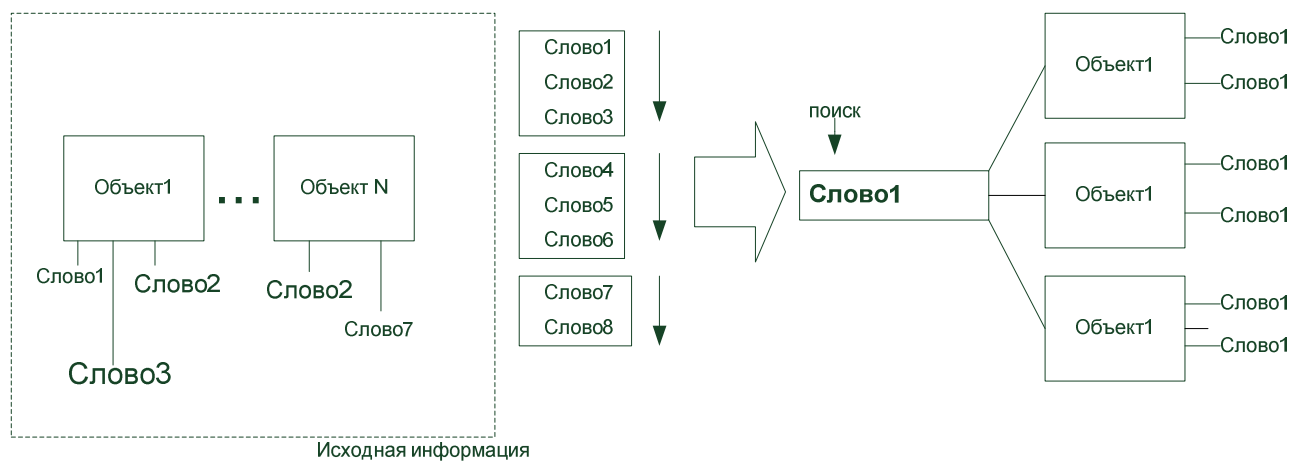 Объект1
...
Объект N
Слово1
Слово2
Слово3
Слово2
Слово7
Исходная информация
Слово1
Слово2
Слово3
Слово4
Слово5
Слово6
Слово7
Слово8
поиск
Слово1
Объект1
Слово1
Слово1
Объект1
Слово1
Слово1
Объект1
Слово1
Слово1